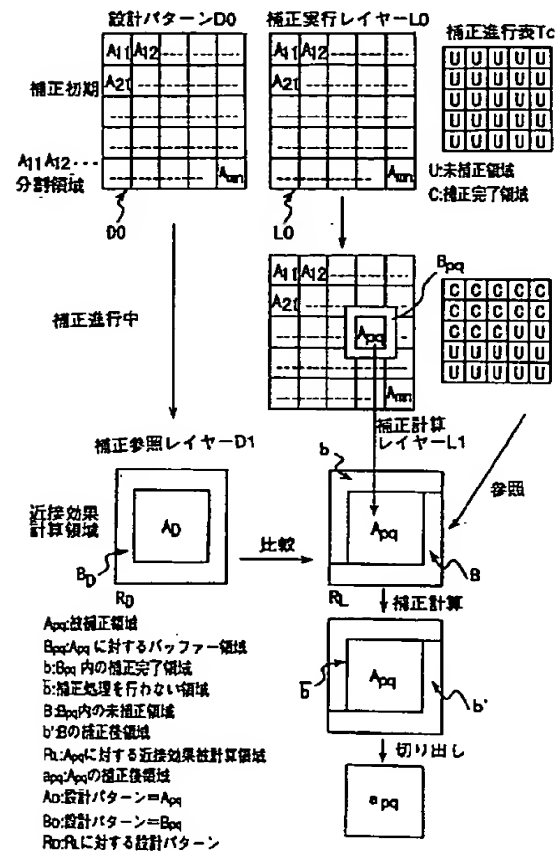 設計パターンD0
補正実行レイヤーL0
補正進行表Tc
補正初期
A11 A12
A21
Amn
A11 A12
A21
Amn
U U U U U
U U U U U
U U U U U
U U U U U
U U U U U
A11 A12 ‥‥
分割領域
U:未補正領域
C:補正完了領域
D0
L0
Bpq
A11 A12
A21
Apq
Amn
C C C C C
C C C C C
C C C U U
U U U U U
U U U U U
補正進行中
補正計算
レイヤーL1
補正参照レイヤーD1
b
参照
近接効果
計算領域
AD
BD
RD
比較
Apq
B
RL
補正計算
Apq:被補正領域
Bpq:Apqに対するバッファー領域
b:Bpq内の補正完了領域
b̄:補正処理を行わない領域
B:Bpq内の未補正領域
b':Bの補正後領域
RL:Apqに対する近接効果被計算領域
apq:Apqの補正後領域
AD:設計パターン=Apq
BD:設計パターン=Bpq
RD:RLに対する設計パターン
b̄
Apq
b'
切り出し
apq